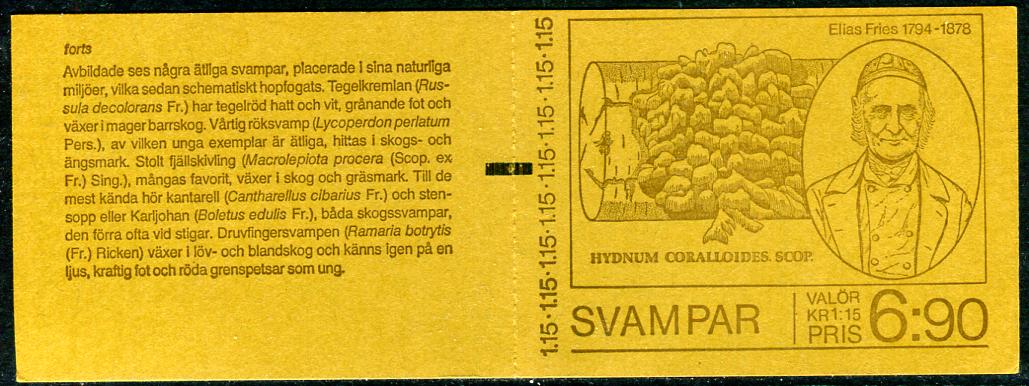 forts
Avbildade ses några ätliga svampar, placerade i sina naturliga
miljöer, vilka sedan schematiskt hopfogats. Tegelkremlan (Rus-
sula decolorans Fr.) har tegelröd hatt och vit, grånande fot och
växer i mager barrskog. Vårtig röksvamp (Lycoperdon perlatum
Pers.), av vilken unga exemplar är ätliga, hittas i skogs- och
ängsmark. Stolt fjällskivling (Macrolepiota procera (Scop. ex
Fr.) Sing.), mångas favorit, växer i skog och gräsmark. Till de
mest kända hör kantarell (Cantharellus cibarius Fr.) och sten-
sopp eller Karljohan (Boletus edulis Fr.), båda skogssvampar,
den förra ofta vid stigar. Druvfingersvampen (Ramaria botrytis
(Fr.) Ricken) växer i löv- och blandskog och känns igen på en
ljus, kraftig fot och röda grenspetsar som ung.
1.15·1.15·1.15·1.15·1.15·1.15·1.15
Elias Fries 1794-1878
HYDNUM CORALLOIDES. SCOP.
SVAMPAR
VALÖR
KR 1:15
PRIS
6:90